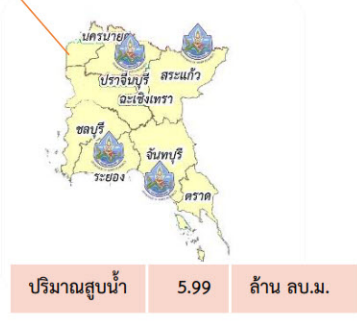 นครนายก
ปราจีนบุรี
สระแก้ว
ฉะเชิงเทรา
ชลบุรี
จันทบุรี
ระยอง
ตราด
ปริมาณสูบน้ำ 5.99 ล้าน ลบ.ม.